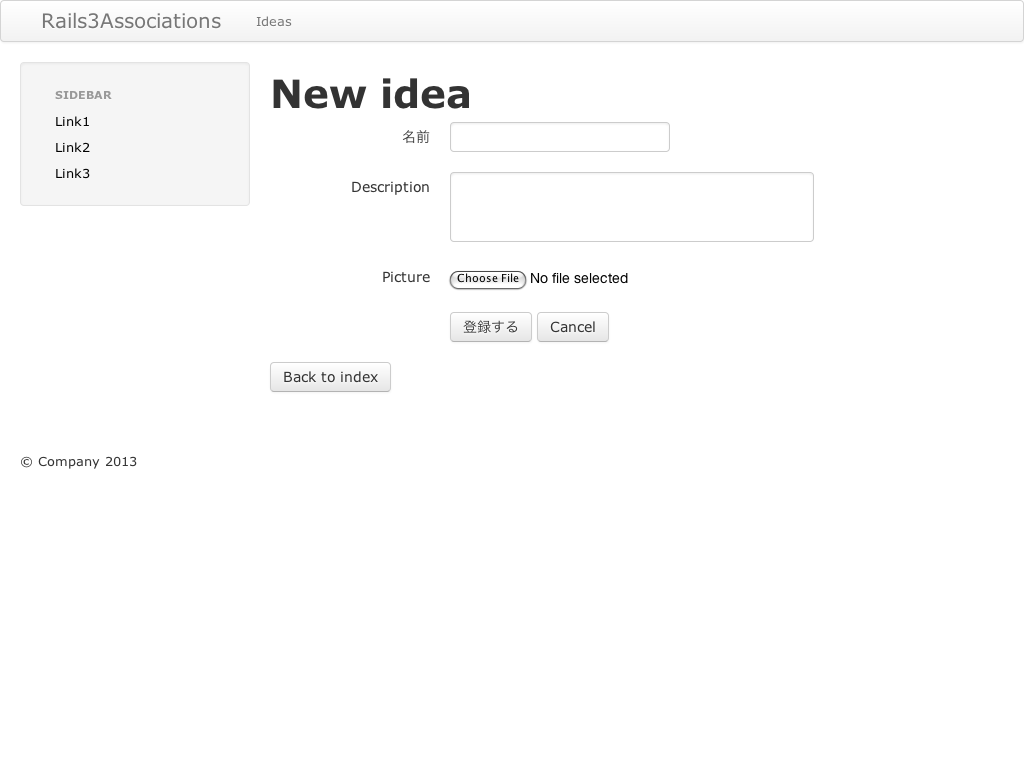 Rails3Associations Ideas
SIDEBAR
Link1
Link2
Link3
New idea
名前
Description
Picture Choose File No file selected
登録する Cancel
Back to index
© Company 2013